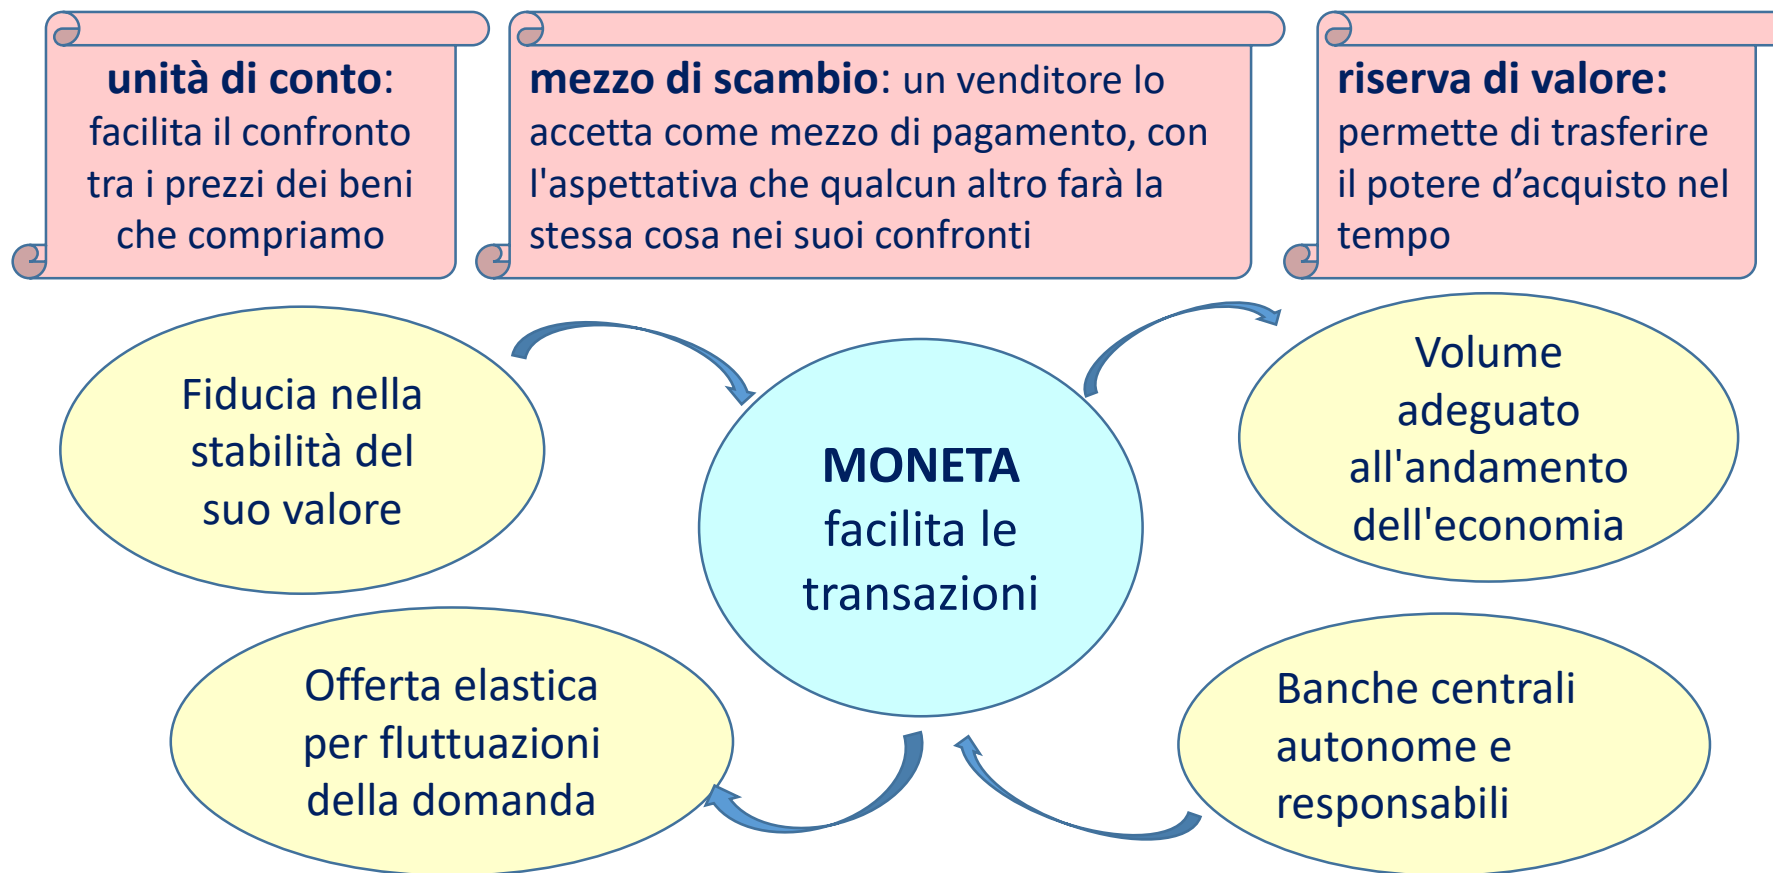 unità di conto:
facilita il confronto
tra i prezzi dei beni
che compriamo
mezzo di scambio: un venditore lo
accetta come mezzo di pagamento, con
l'aspettativa che qualcun altro farà la
stessa cosa nei suoi confronti
riserva di valore:
permette di trasferire
il potere d’acquisto nel
tempo
Fiducia nella
stabilità del
suo valore
MONETA
facilita le
transazioni
Volume
adeguato
all'andamento
dell'economia
Offerta elastica
per fluttuazioni
della domanda
Banche centrali
autonome e
responsabili